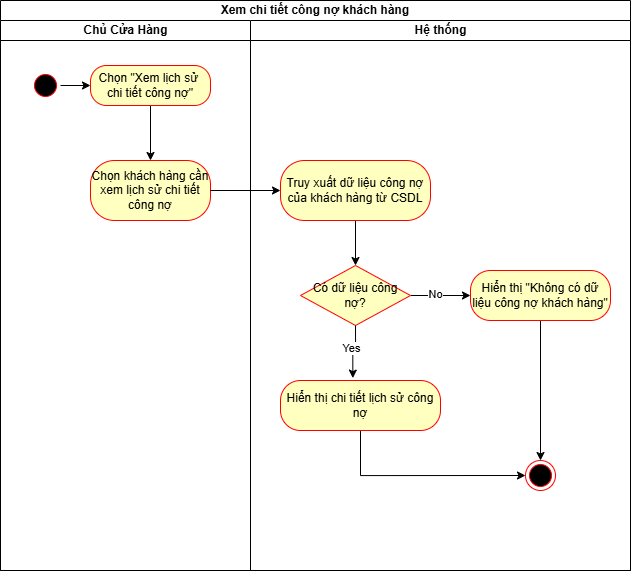 Xem chi tiết công nợ khách hàng
Chủ Cửa Hàng
Hệ thống
Chọn "Xem lịch sử
chi tiết công nợ"
Chọn khách hàng cần
xem lịch sử chi tiết
công nợ
Truy xuất dữ liệu công nợ
của khách hàng từ CSDL
Có dữ liệu công
nợ?
No
Hiển thị "Không có dữ
liệu công nợ khách hàng"
Yes
Hiển thị chi tiết lịch sử công
nợ